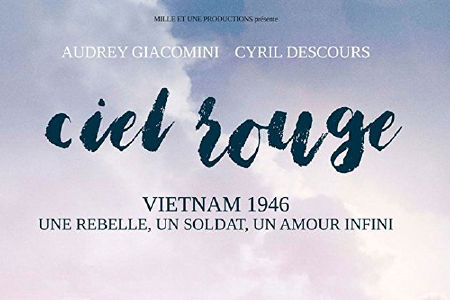 MILLE ET UNE PRODUCTIONS présente
AUDREY GIACOMINI CYRIL DESCOURS
ciel rouge
VIETNAM 1946
UNE REBELLE, UN SOLDAT, UN AMOUR INFINI